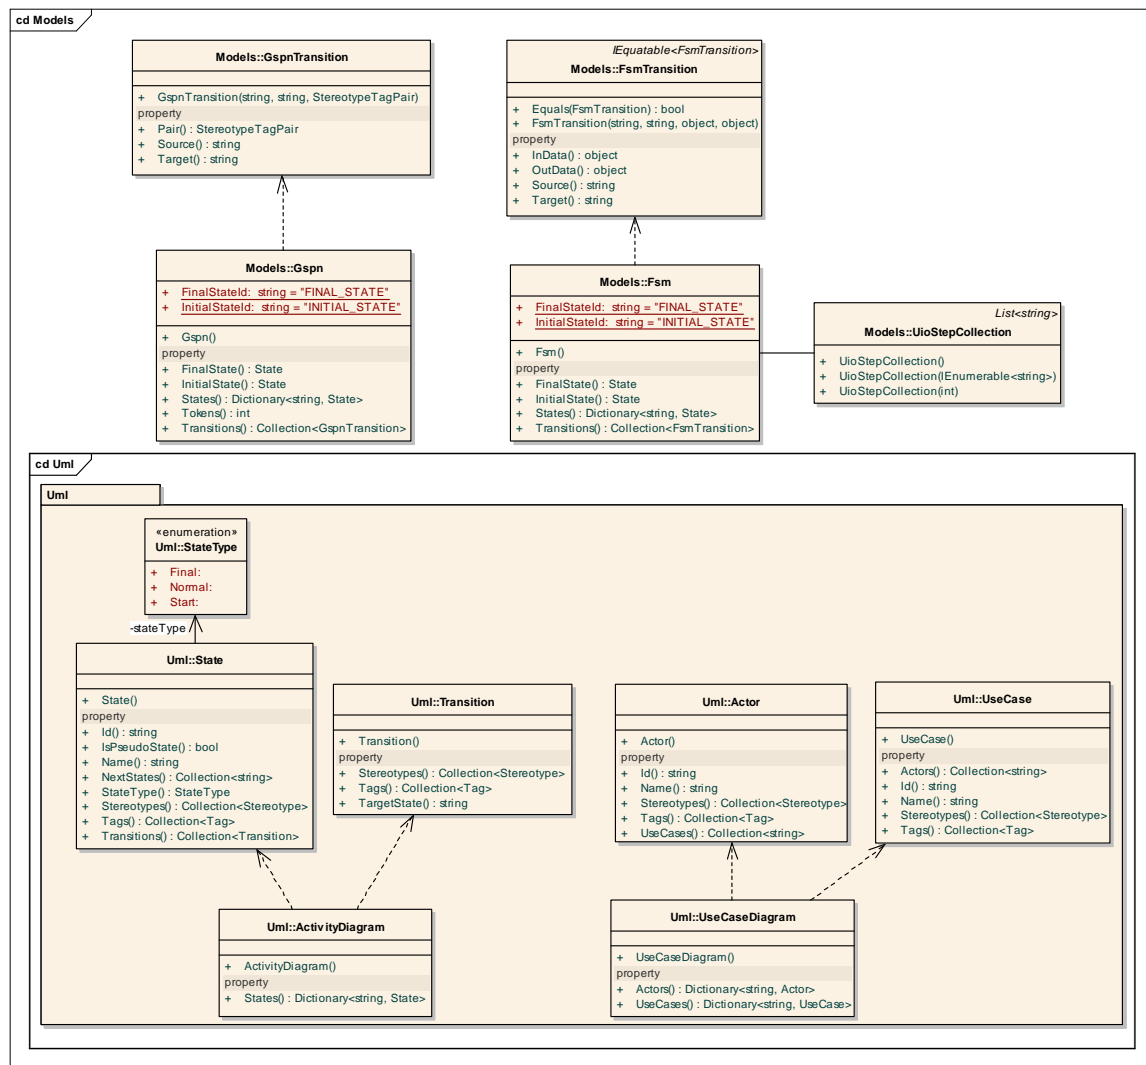 cd Models
Models::GspnTransition
+ GspnTransition(string, string, StereotypeTagPair)
property
+ Pair() : StereotypeTagPair
+ Source() : string
+ Target() : string
IEquatable<FsmTransition>
Models::FsmTransition
+ Equals(FsmTransition) : bool
+ FsmTransition(string, string, object, object)
property
+ InData() : object
+ OutData() : object
+ Source() : string
+ Target() : string
Models::Gspn
+ FinalStateId: string = "FINAL_STATE"
+ InitialStateId: string = "INITIAL_STATE"
+ Gspn()
property
+ FinalState() : State
+ InitialState() : State
+ States() : Dictionary<string, State>
+ Tokens() : int
+ Transitions() : Collection<GspnTransition>
Models::Fsm
+ FinalStateId: string = "FINAL_STATE"
+ InitialStateId: string = "INITIAL_STATE"
+ Fsm()
property
+ FinalState() : State
+ InitialState() : State
+ States() : Dictionary<string, State>
+ Transitions() : Collection<FsmTransition>
List<string>
Models::UioStepCollection
+ UioStepCollection()
+ UioStepCollection(IEnumerable<string>)
+ UioStepCollection(int)
cd Uml
Uml
«enumeration»
Uml::StateType
+ Final:
+ Normal:
+ Start:
-stateType
Uml::State
+ State()
property
+ Id() : string
+ IsPseudoState() : bool
+ Name() : string
+ NextStates() : Collection<string>
+ StateType() : StateType
+ Stereotypes() : Collection<Stereotype>
+ Tags() : Collection<Tag>
+ Transitions() : Collection<Transition>
Uml::Transition
+ Transition()
property
+ Stereotypes() : Collection<Stereotype>
+ Tags() : Collection<Tag>
+ TargetState() : string
Uml::Actor
+ Actor()
property
+ Id() : string
+ Name() : string
+ Stereotypes() : Collection<Stereotype>
+ Tags() : Collection<Tag>
+ UseCases() : Collection<string>
Uml::UseCase
+ UseCase()
property
+ Actors() : Collection<string>
+ Id() : string
+ Name() : string
+ Stereotypes() : Collection<Stereotype>
+ Tags() : Collection<Tag>
Uml::ActivityDiagram
+ ActivityDiagram()
property
+ States() : Dictionary<string, State>
Uml::UseCaseDiagram
+ UseCaseDiagram()
property
+ Actors() : Dictionary<string, Actor>
+ UseCases() : Dictionary<string, UseCase>